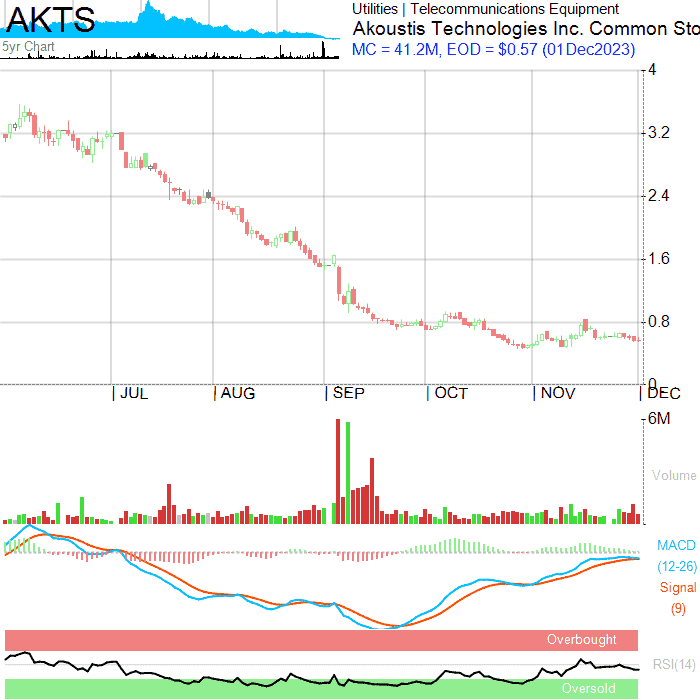 AKTS
5yr Chart
Utilities | Telecommunications Equipment
Akoustis Technologies Inc. Common Sto
MC = 41.2M, EOD = $0.57 (01Dec2023)
4
3.2
2.4
1.6
0.8
0
| JUL | AUG | SEP | OCT | NOV | DEC
6M
Volume
MACD
(12-26)
Signal
(9)
Overbought
RSI(14)
Oversold